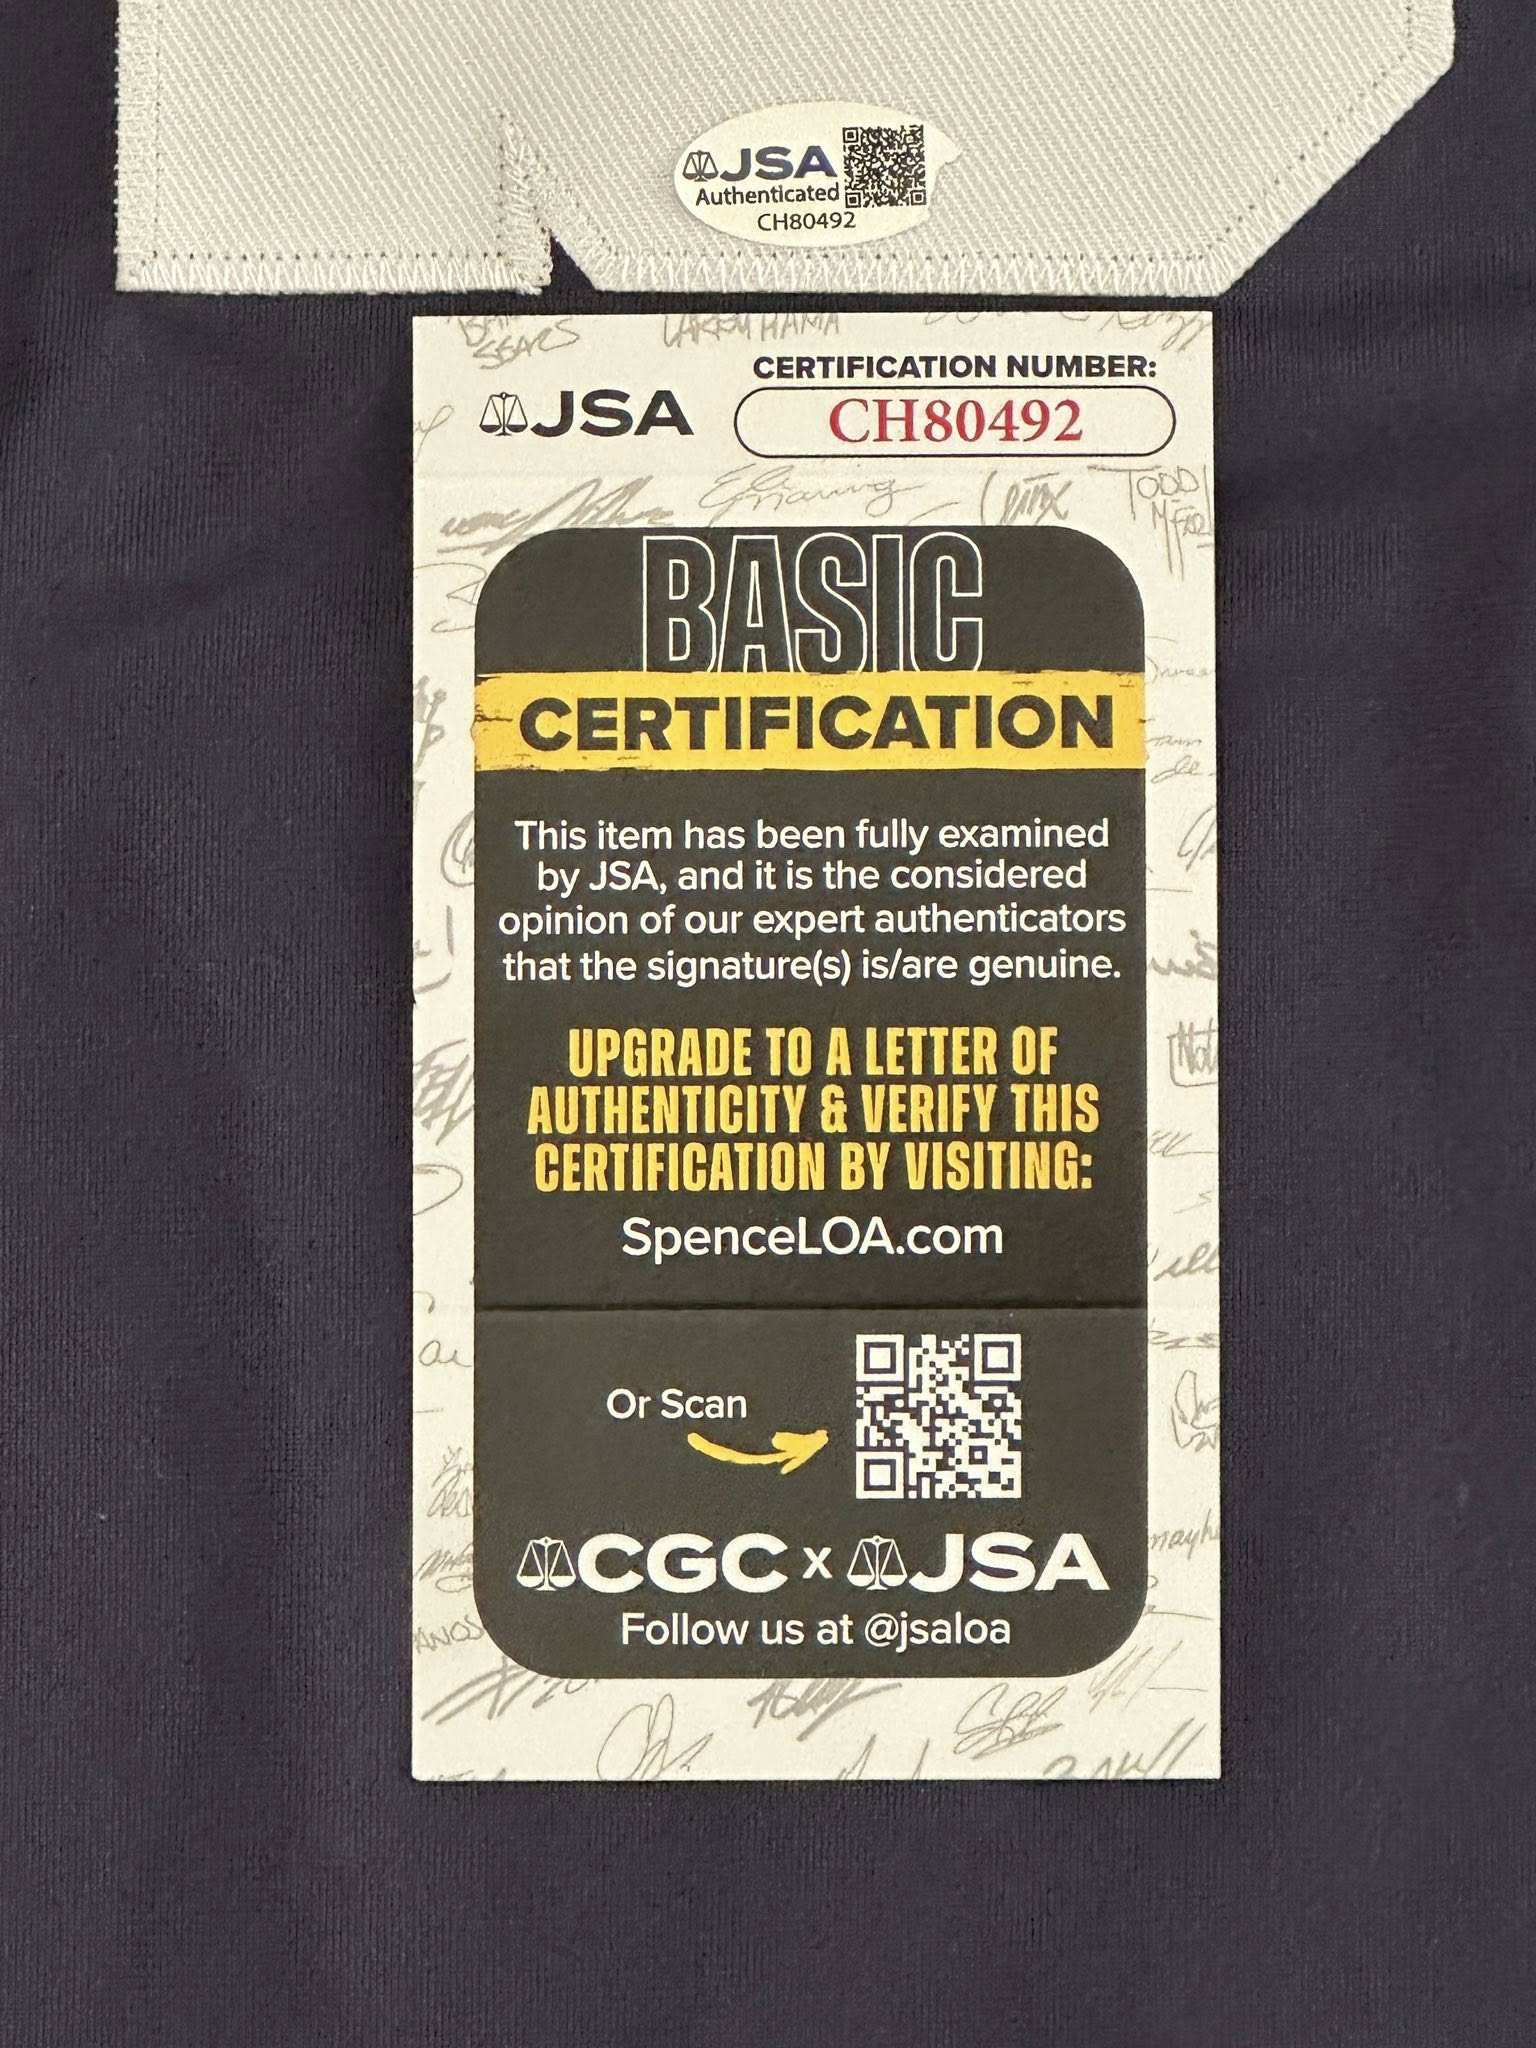 JSA
Authenticated
CH80492
CERTIFICATION NUMBER:
JSA
CH80492
BASIC
CERTIFICATION
This item has been fully examined
by JSA, and it is the considered
opinion of our expert authenticators
that the signature(s) is/are genuine.
UPGRADE TO A LETTER OF
AUTHENTICITY & VERIFY THIS
CERTIFICATION BY VISITING:
SpenceLOA.com
Or Scan
CGC x JSA
Follow us at @jsaloa